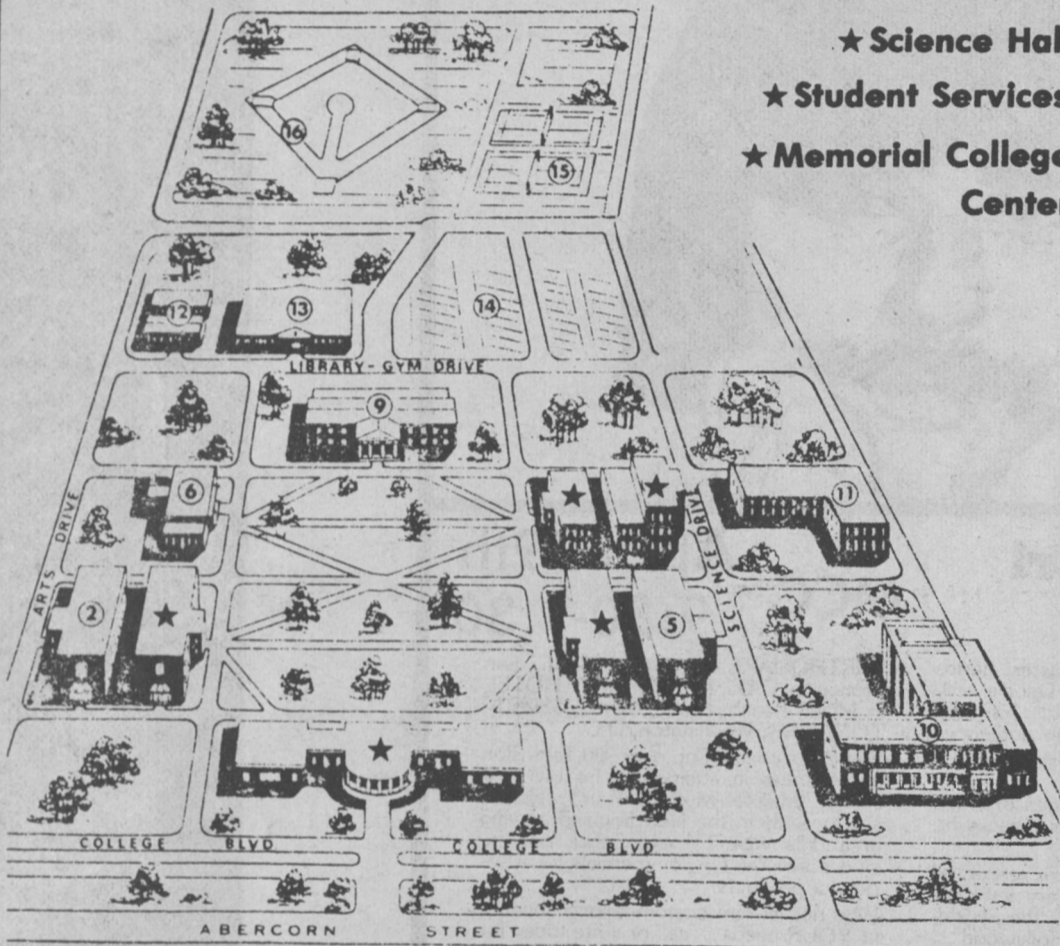 ★ Science Hal
★ Student Services
★ Memorial College
Center
16
15
12
13
14
LIBRARY - GYM DRIVE
9
6
★
★
11
ARTS DRIVE
SCIENCE DRIVE
2
★
★
5
10
★
COLLEGE BLVD
COLLEGE BLVD
ABERCORN STREET